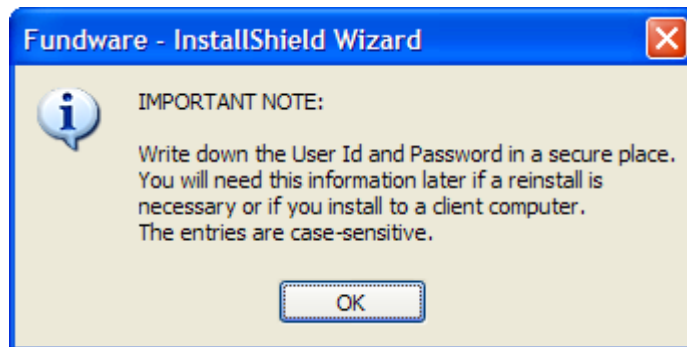 Fundware - InstallShield Wizard
IMPORTANT NOTE:
Write down the User Id and Password in a secure place.
You will need this information later if a reinstall is
necessary or if you install to a client computer.
The entries are case-sensitive.
OK